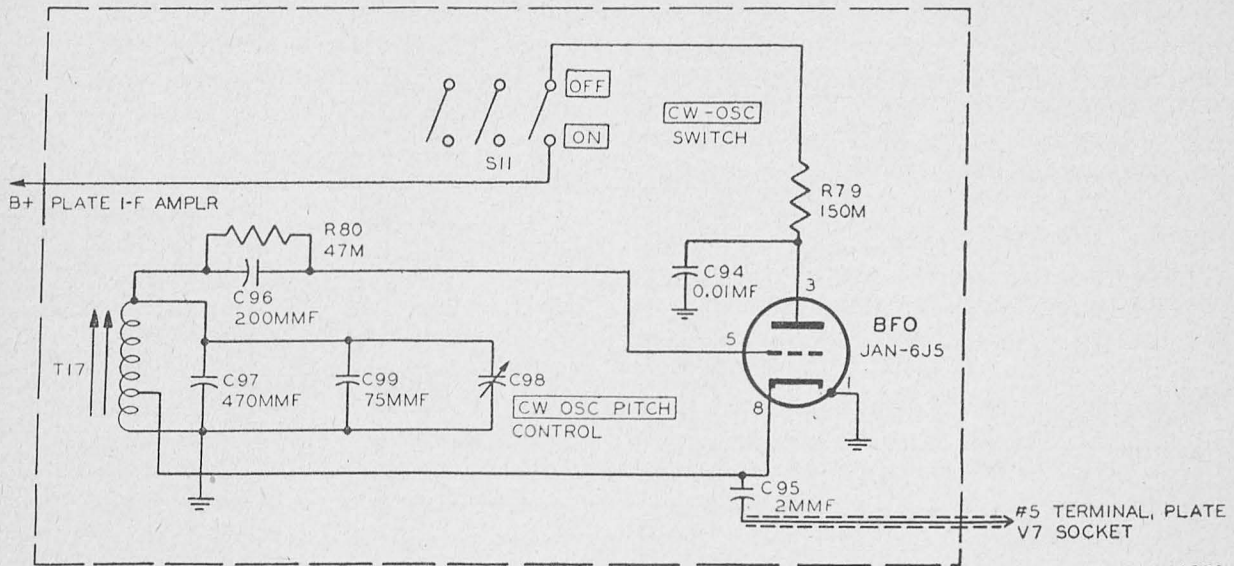 OFF
CW-OSC
SWITCH
ON
S11
B+ PLATE I-F AMPLR
R79
150M
R80
47M
C94
0.01MF
3
C96
200MMF
BFO
JAN-6J5
5
T17
C97
470MMF
C99
75MMF
C98
1
8
CW OSC PITCH
CONTROL
C95
2MMF
#5 TERMINAL, PLATE
V7 SOCKET